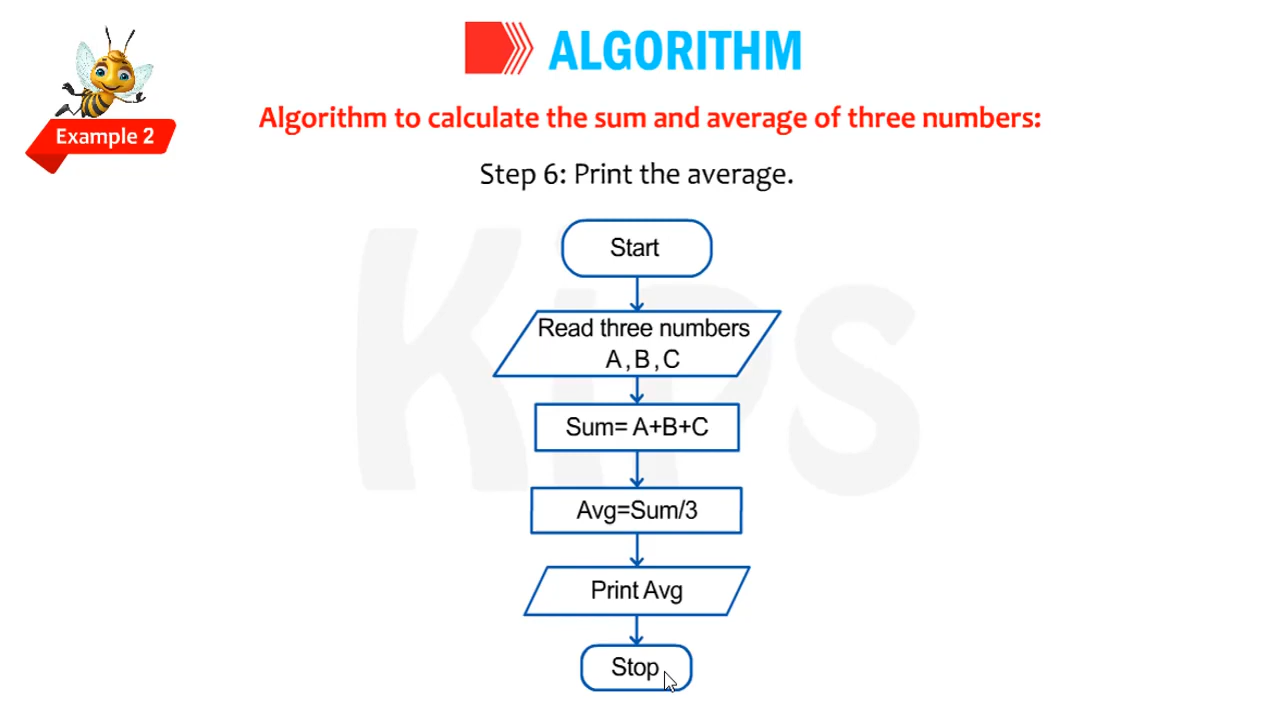 ALGORITHM
Example 2
Algorithm to calculate the sum and average of three numbers:
Step 6: Print the average.
Kips
Start
Read three numbers
A , B , C
Sum= A+B+C
Avg=Sum/3
Print Avg
Stop